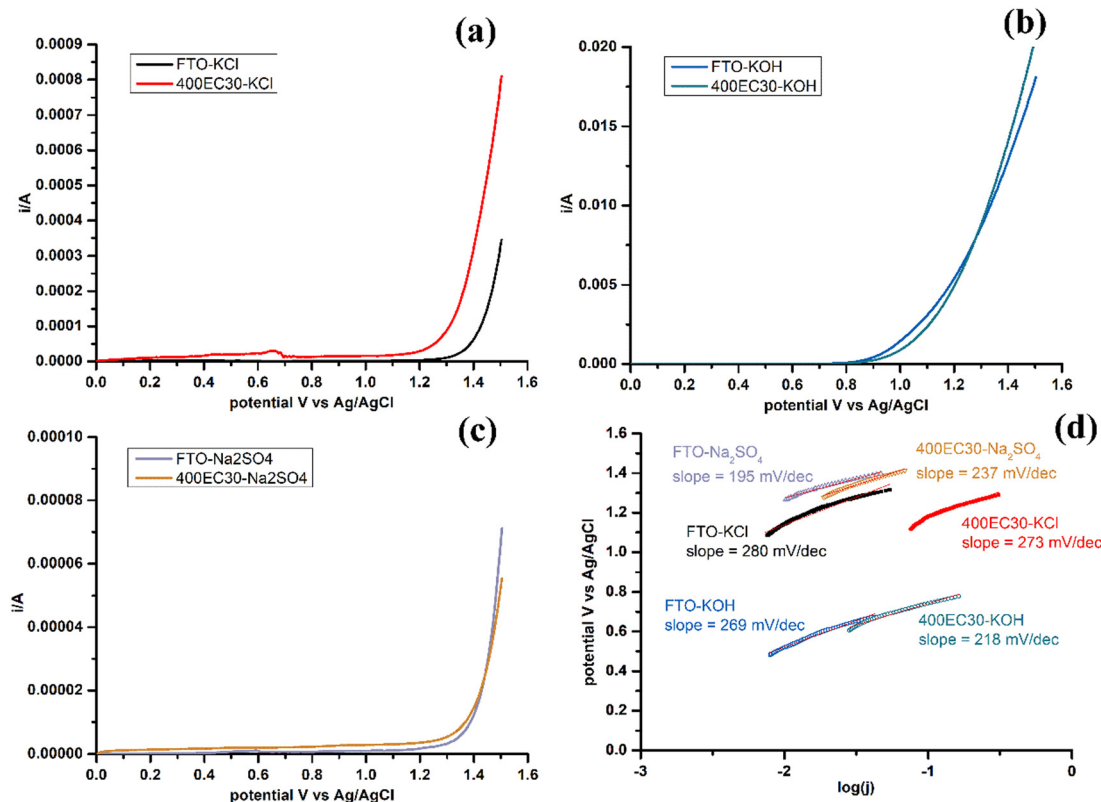 (a)
FTO-KCl
400EC30-KCl
0.0009
0.0008
0.0007
0.0006
0.0005
0.0004
0.0003
0.0002
0.0001
0.0000
i/A
0.0 0.2 0.4 0.6 0.8 1.0 1.2 1.4 1.6
potential V vs Ag/AgCl
(b)
FTO-KOH
400EC30-KOH
0.020
0.015
0.010
0.005
0.000
i/A
0.0 0.2 0.4 0.6 0.8 1.0 1.2 1.4 1.6
potential V vs Ag/AgCl
(c)
FTO-Na2SO4
400EC30-Na2SO4
0.00010
0.00008
0.00006
0.00004
0.00002
0.00000
i/A
0.0 0.2 0.4 0.6 0.8 1.0 1.2 1.4 1.6
potential V vs Ag/AgCl
(d)
FTO-Na₂SO₄
slope = 195 mV/dec
400EC30-Na₂SO₄
slope = 237 mV/dec
FTO-KCl
slope = 280 mV/dec
400EC30-KCl
slope = 273 mV/dec
FTO-KOH
slope = 269 mV/dec
400EC30-KOH
slope = 218 mV/dec
1.6
1.4
1.2
1.0
0.8
0.6
0.4
0.2
0.0
potential V vs Ag/AgCl
-3 -2 -1 0
log(j)